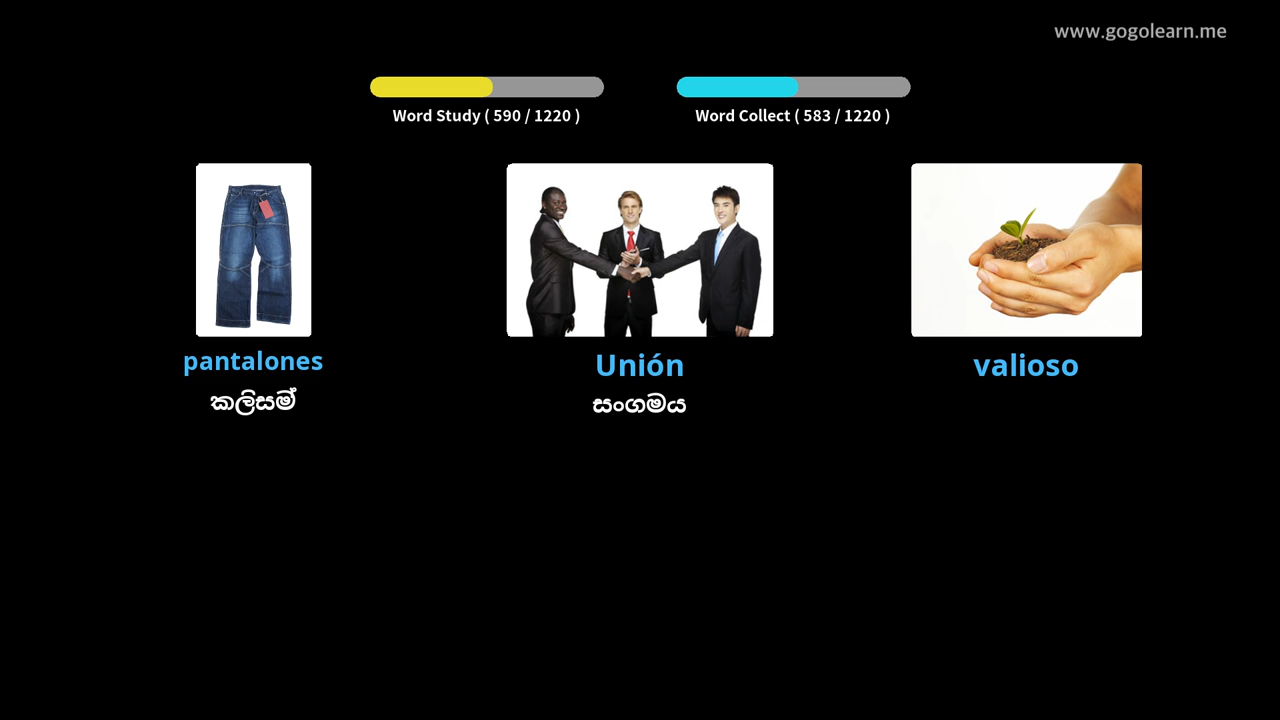 www.gogolearn.me
Word Study ( 590 / 1220 )
Word Collect ( 583 / 1220 )
pantalones
Unión
valioso
කලිසම්
සංගමය